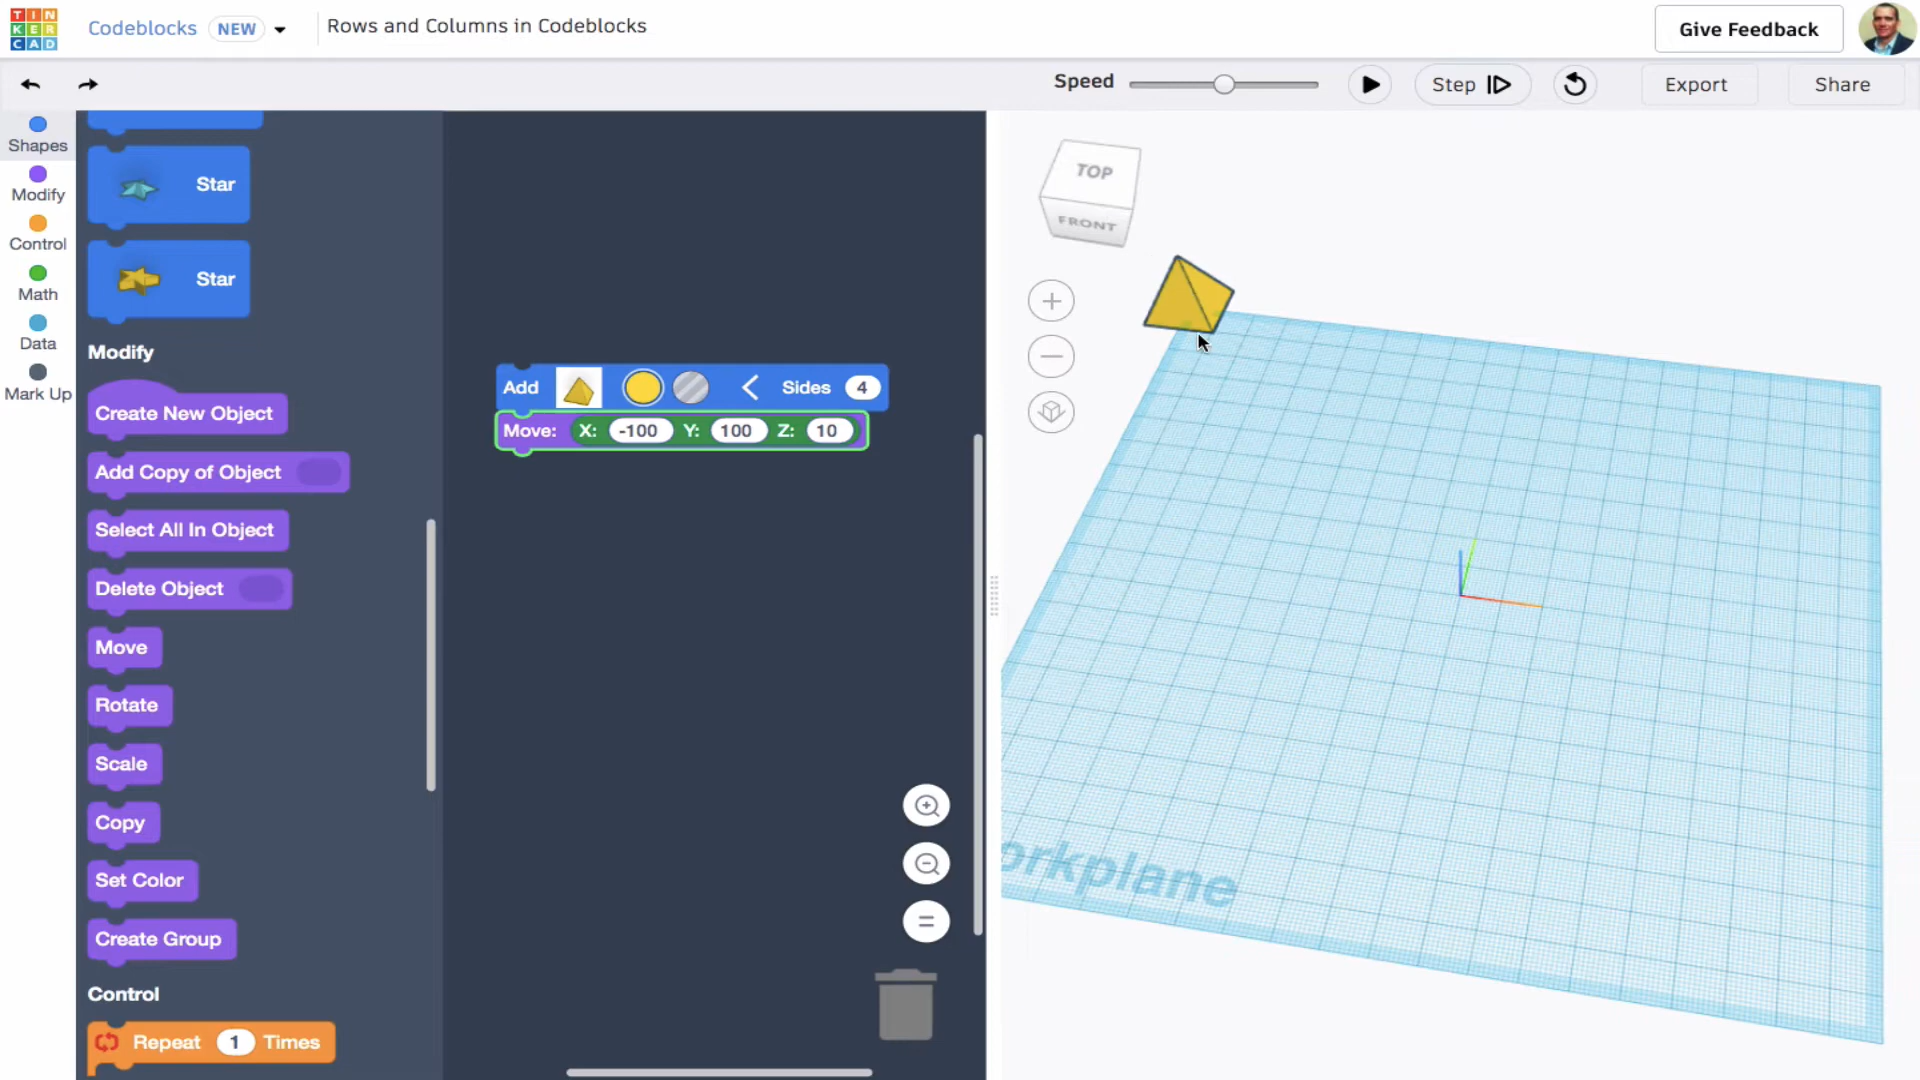 TIN
KER
CAD
Codeblocks NEW
Rows and Columns in Codeblocks
Give Feedback
Speed
Step
Export
Share
Shapes
Modify
Control
Math
Data
Mark Up
Star
Star
Modify
Create New Object
Add Copy of Object
Select All In Object
Delete Object
Move
Rotate
Scale
Copy
Set Color
Create Group
Control
Repeat 1 Times
Add Sides 4
Move: X: -100 Y: 100 Z: 10
TOP
FRONT
orkplane